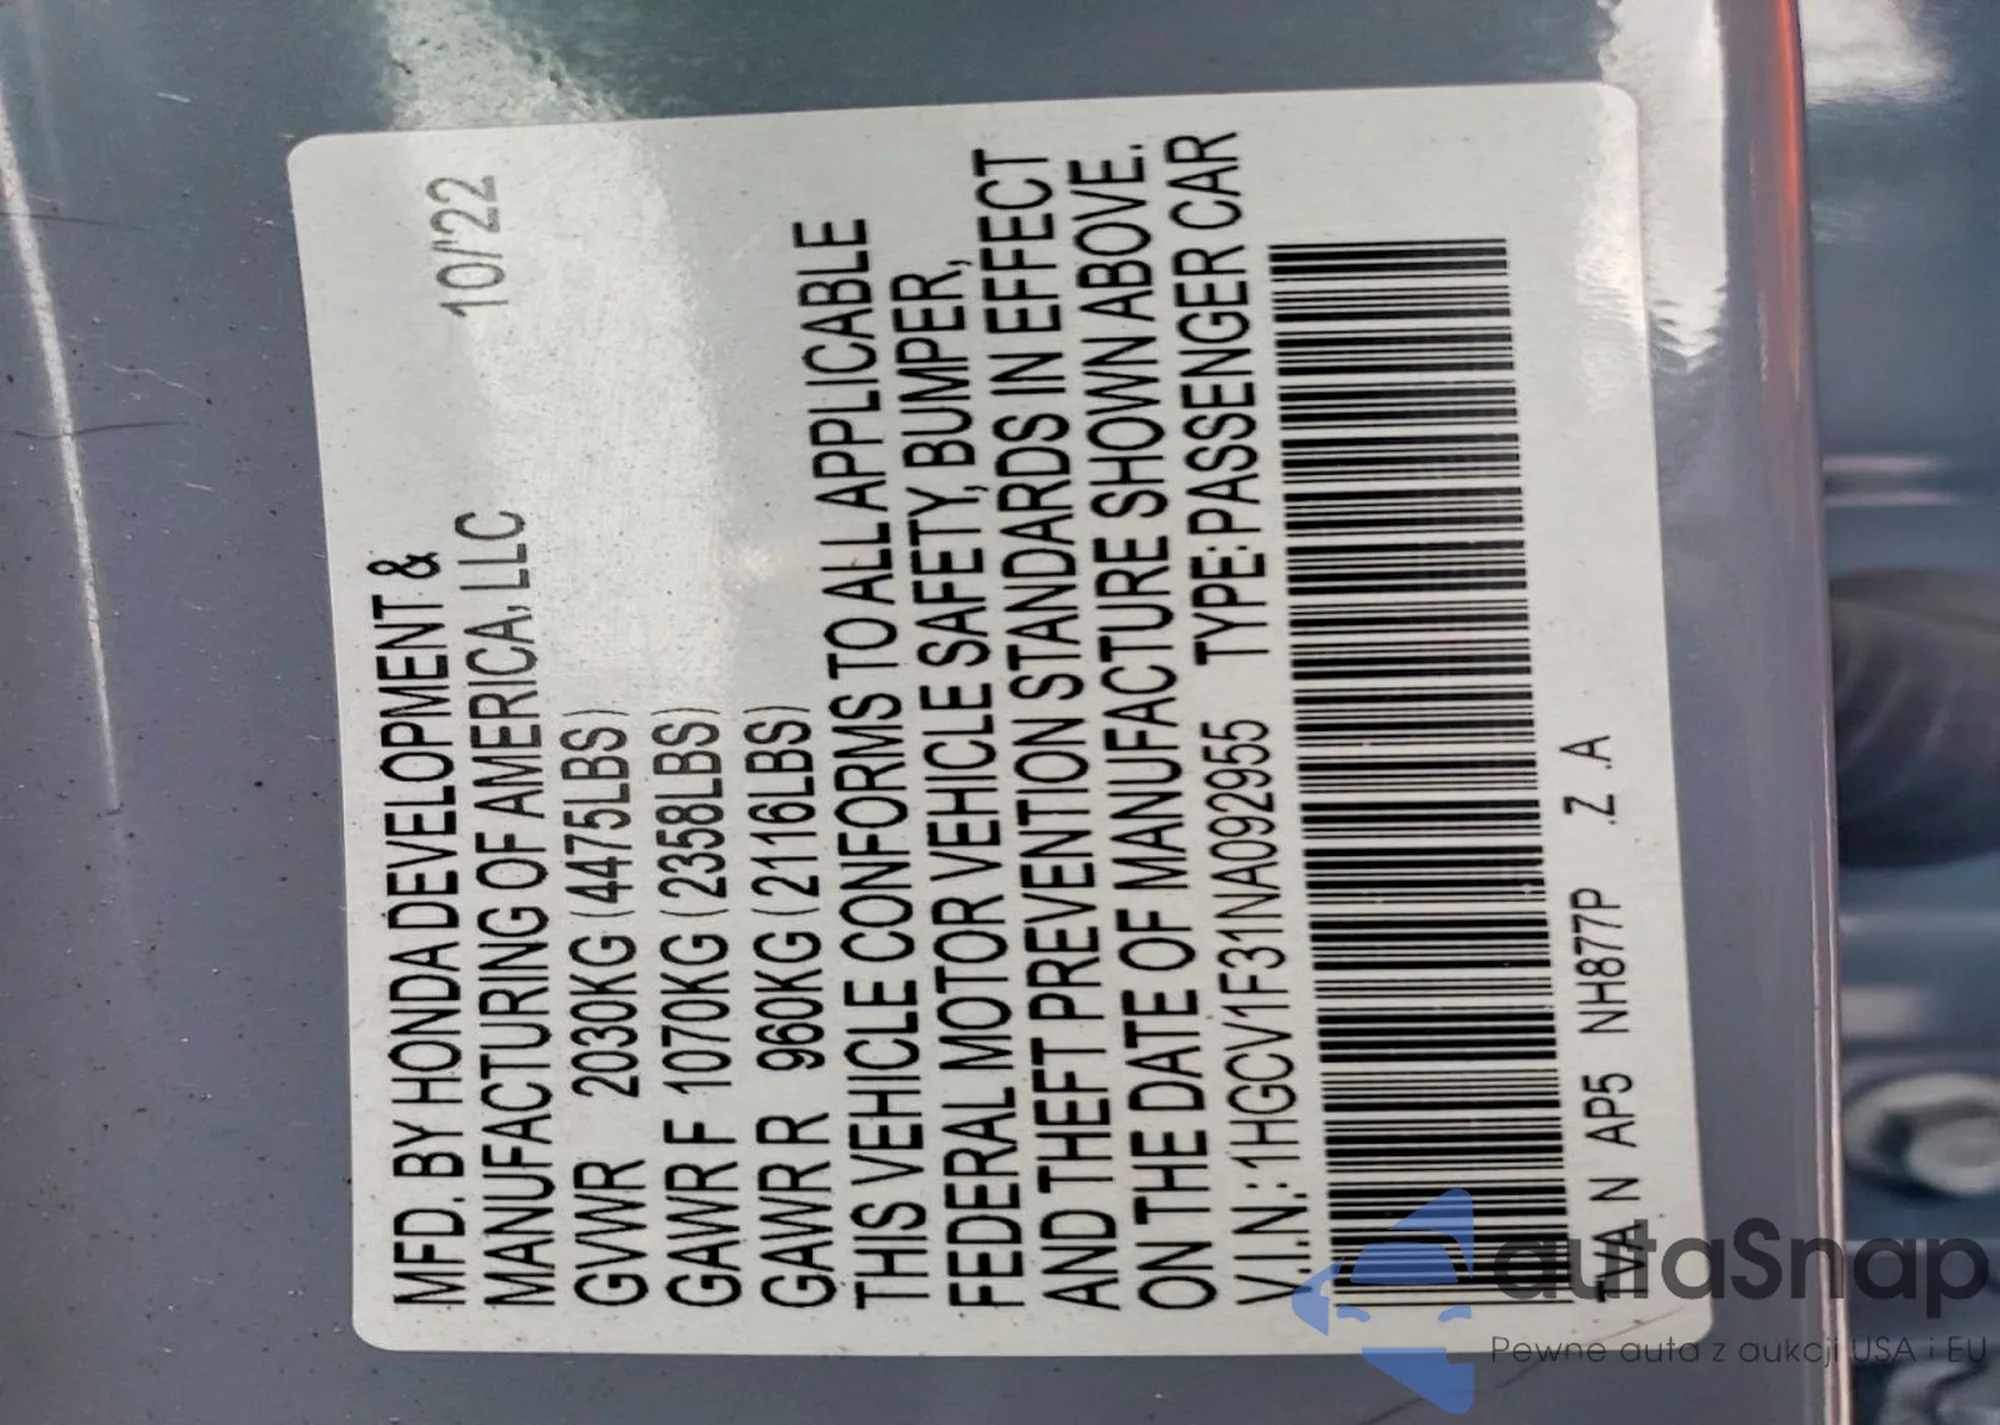 MFD. BY HONDA DEVELOPMENT &
MANUFACTURING OF AMERICA, LLC 10/'22
GVWR 2030KG (4475LBS)
GAWR F 1070KG (2358LBS)
GAWR R 960KG (2116LBS)
THIS VEHICLE CONFORMS TO ALL APPLICABLE
FEDERAL MOTOR VEHICLE SAFETY, BUMPER,
AND THEFT PREVENTION STANDARDS IN EFFECT
ON THE DATE OF MANUFACTURE SHOWN ABOVE.
V.I.N.: 1HGCV1F31NA092955 TYPE: PASSENGER CAR
TVA N AP5 NH877P .Z .A
autaSnap
Pewne auta z aukcji USA i EU